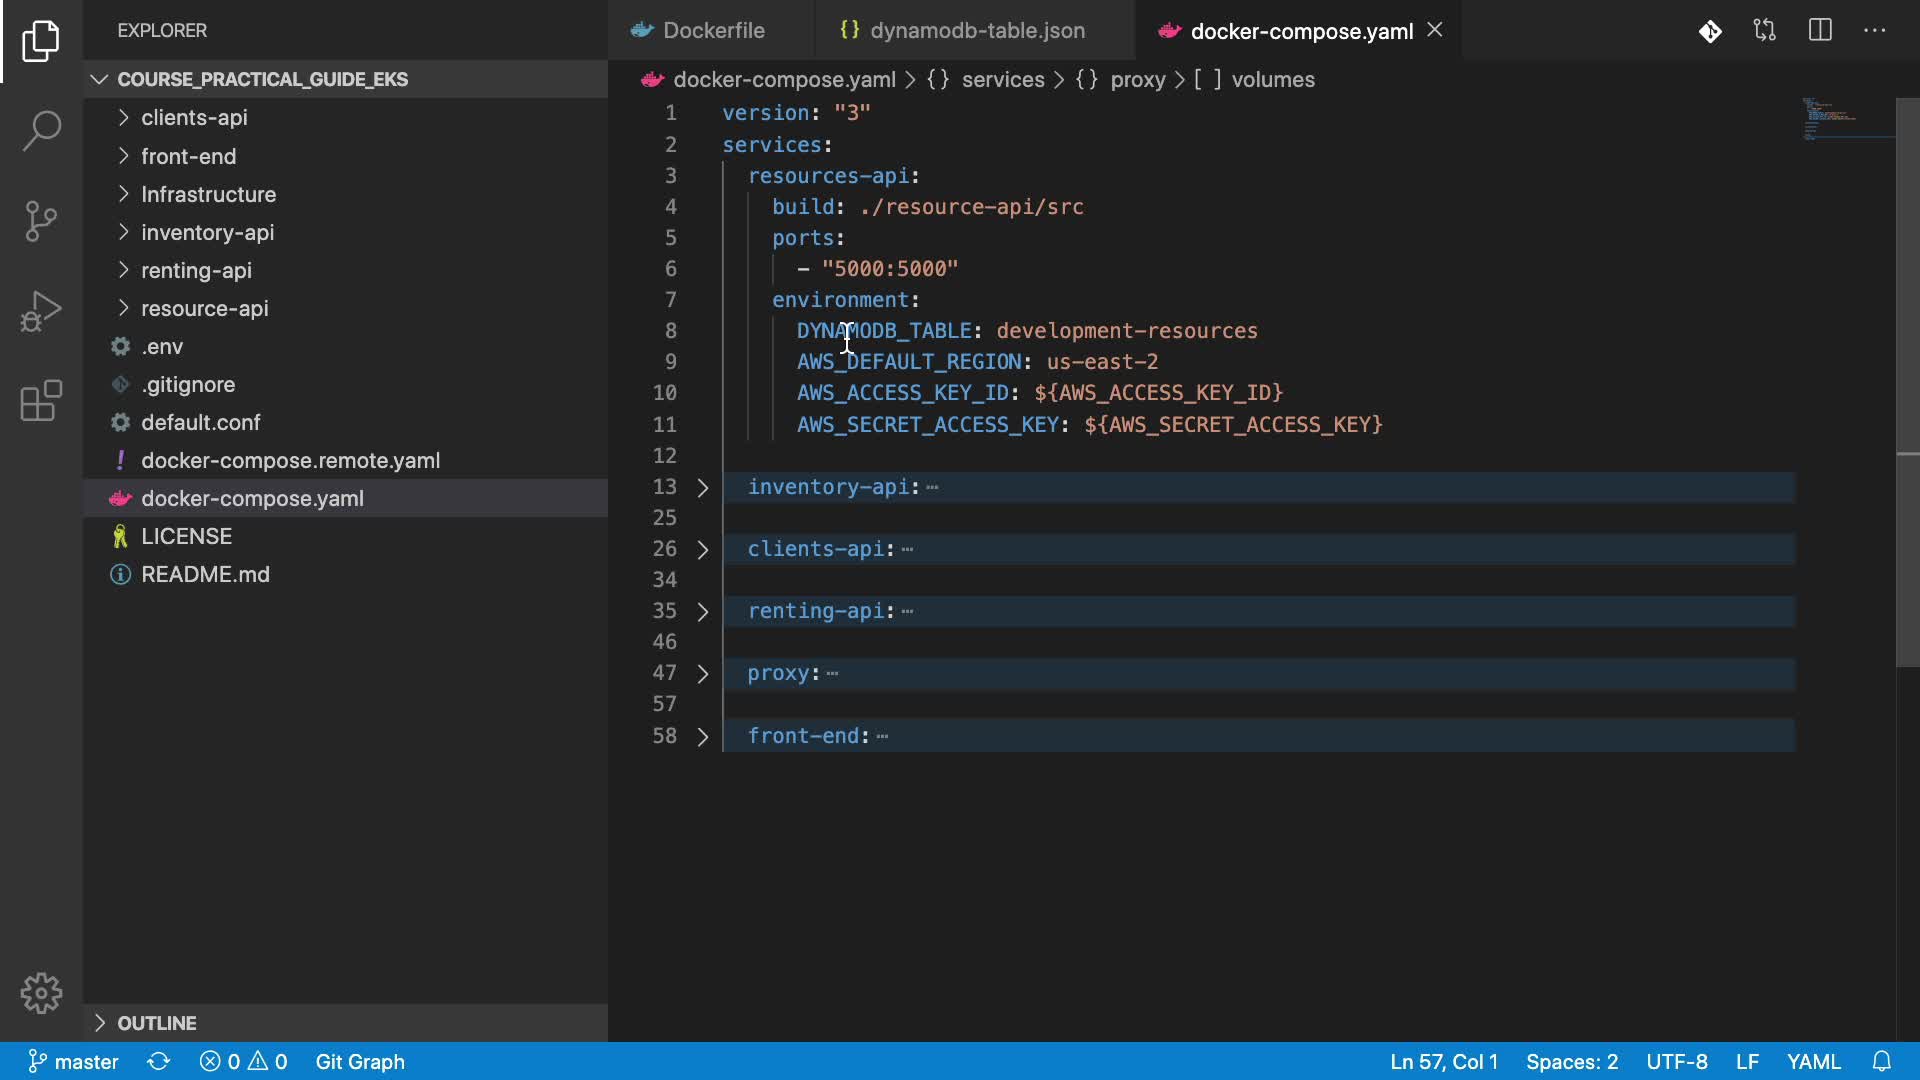 EXPLORER
COURSE_PRACTICAL_GUIDE_EKS
clients-api
front-end
Infrastructure
inventory-api
renting-api
resource-api
.env
.gitignore
default.conf
docker-compose.remote.yaml
docker-compose.yaml
LICENSE
README.md
OUTLINE
Dockerfile
{} dynamodb-table.json
docker-compose.yaml
docker-compose.yaml > {} services > {} proxy > [ ] volumes
1 version: "3"
2 services:
3 resources-api:
4 build: ./resource-api/src
5 ports:
6 - "5000:5000"
7 environment:
8 DYNAMODB_TABLE: development-resources
9 AWS_DEFAULT_REGION: us-east-2
10 AWS_ACCESS_KEY_ID: ${AWS_ACCESS_KEY_ID}
11 AWS_SECRET_ACCESS_KEY: ${AWS_SECRET_ACCESS_KEY}
12
13 inventory-api:⋯
25
26 clients-api:⋯
34
35 renting-api:⋯
46
47 proxy:⋯
57
58 front-end:⋯
master 0 0 Git Graph Ln 57, Col 1 Spaces: 2 UTF-8 LF YAML